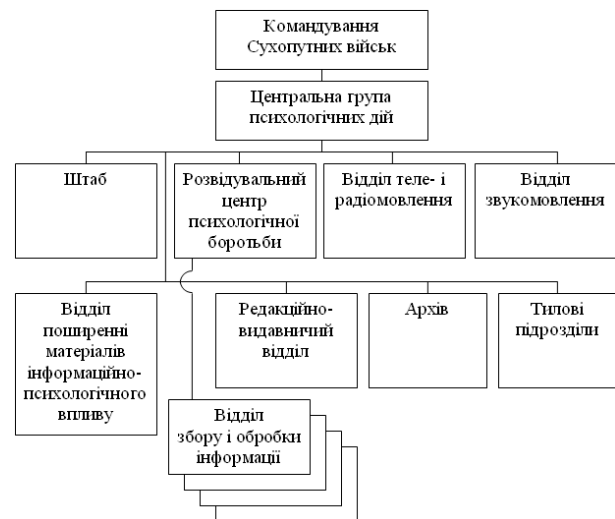 Командування
Сухопутних військ
Центральна група
психологічних дій
Штаб
Розвідувальний
центр
психологічної
боротьби
Відділ теле- і
радіомовлення
Відділ
звукомовлення
Відділ
поширенні
матеріалів
інформаційно-
психологічного
впливу
Редакційно-
видавничий
відділ
Архів
Тилові
підрозділи
Відділ
збору і обробки
інформації